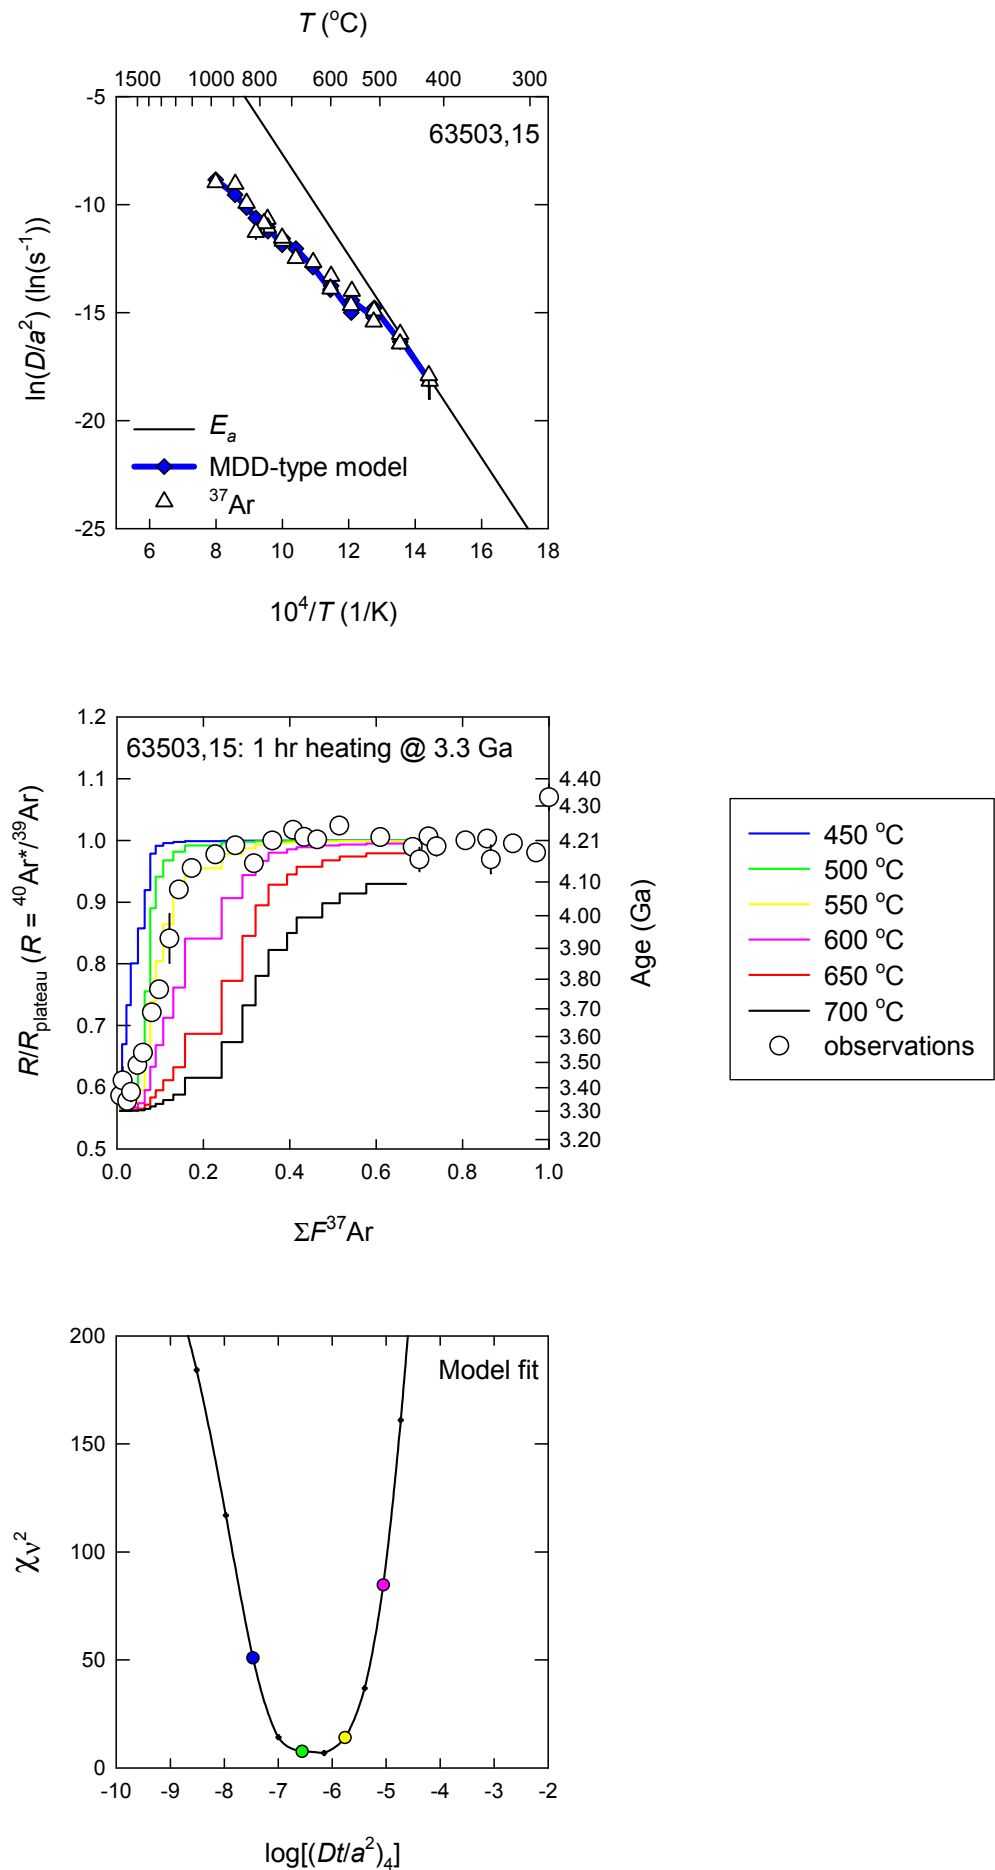 T (°C)
1500 1000 800 600 500 400 300
-5
63503,15
-10
-15
-20
-25
ln(D/a²) (ln(s⁻¹))
Eₐ
MDD-type model
³⁷Ar
6 8 10 12 14 16 18
10⁴/T (1/K)
63503,15: 1 hr heating @ 3.3 Ga
1.2
1.1
1.0
0.9
0.8
0.7
0.6
0.5
R/R_plateau (R = ⁴⁰Ar*/³⁹Ar)
4.40
4.30
4.21
4.10
4.00
3.90
3.80
3.70
3.60
3.50
3.40
3.30
3.20
Age (Ga)
0.0 0.2 0.4 0.6 0.8 1.0
ΣF³⁷Ar
450 °C
500 °C
550 °C
600 °C
650 °C
700 °C
observations
Model fit
200
150
100
50
0
χν²
-10 -9 -8 -7 -6 -5 -4 -3 -2
log[(Dt/a²)₄]